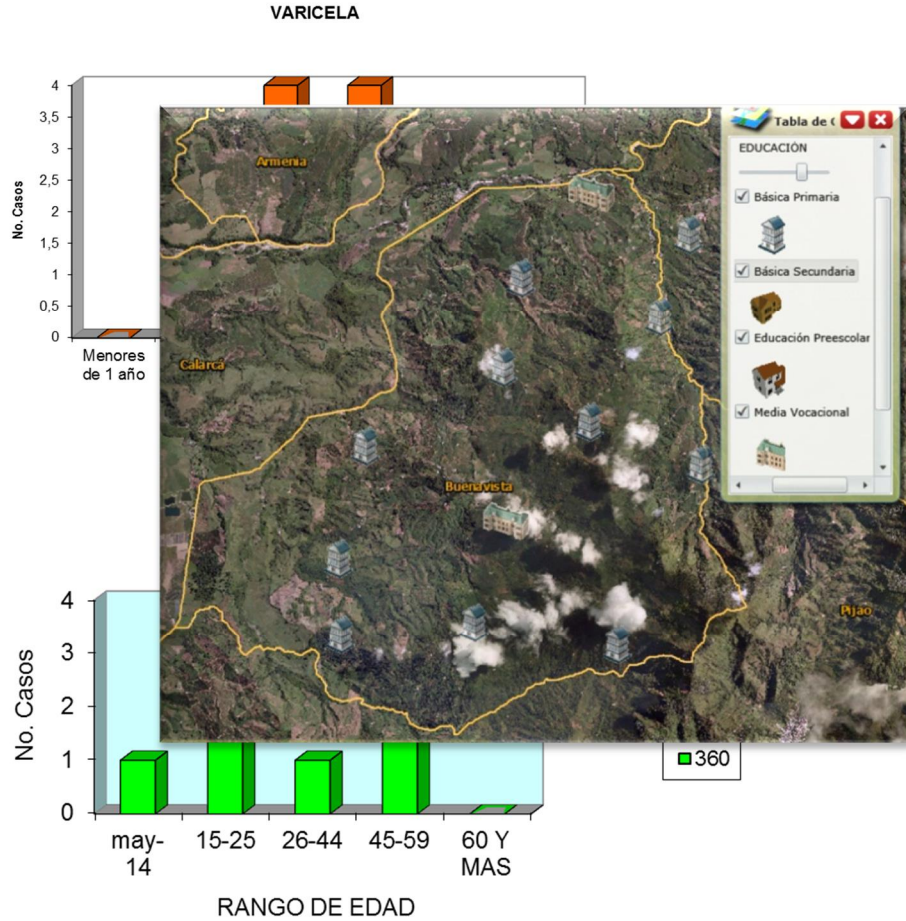 VARICELA
4
3,5
3
2,5
2
1,5
1
0,5
0
No. Casos
Menores
de 1 año
Armenia
Calarcá
Buenavista
Pijao
Tabla de
EDUCACIÓN
Básica Primaria
Básica Secundaria
Educación Preescolar
Media Vocacional
4
3
2
1
0
No. Casos
may-
14
15-25
26-44
45-59
60 Y
MAS
RANGO DE EDAD
360